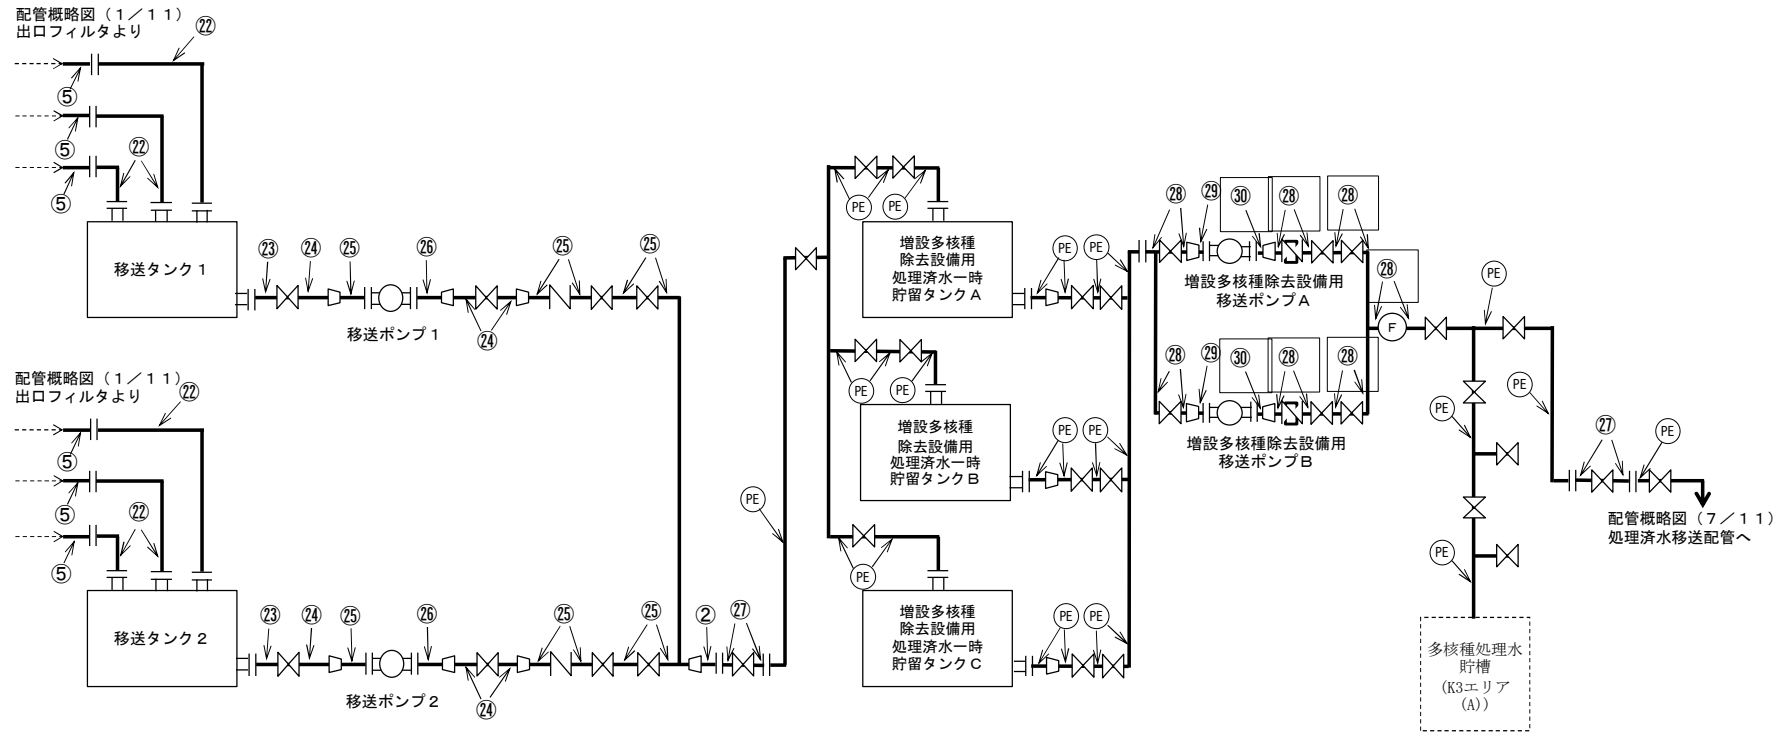 配管概略図（１／１１）
出口フィルタより
㉒
⑤
⑤
㉒
⑤
移送タンク１
㉓
㉔
㉕
㉖
㉕
㉕
移送ポンプ１
㉔
配管概略図（１／１１）
出口フィルタより
㉒
⑤
⑤
㉒
⑤
移送タンク２
㉓
㉔
㉕
㉖
㉕
㉕
②
㉗
移送ポンプ２
㉔
PE
PE
PE
増設多核種
除去設備用
処理済水一時
貯留タンクＡ
PE
PE
PE
PE
増設多核種
除去設備用
処理済水一時
貯留タンクＢ
PE
PE
PE
増設多核種
除去設備用
処理済水一時
貯留タンクＣ
PE
PE
㉘
㉙
㉚
㉘
㉘
増設多核種除去設備用
移送ポンプＡ
㉘
F
㉘
㉙
㉚
㉘
㉘
増設多核種除去設備用
移送ポンプＢ
PE
PE
PE
㉗
PE
PE
配管概略図（７／１１）
処理済水移送配管へ
多核種処理水
貯槽
(K3エリア
(A))